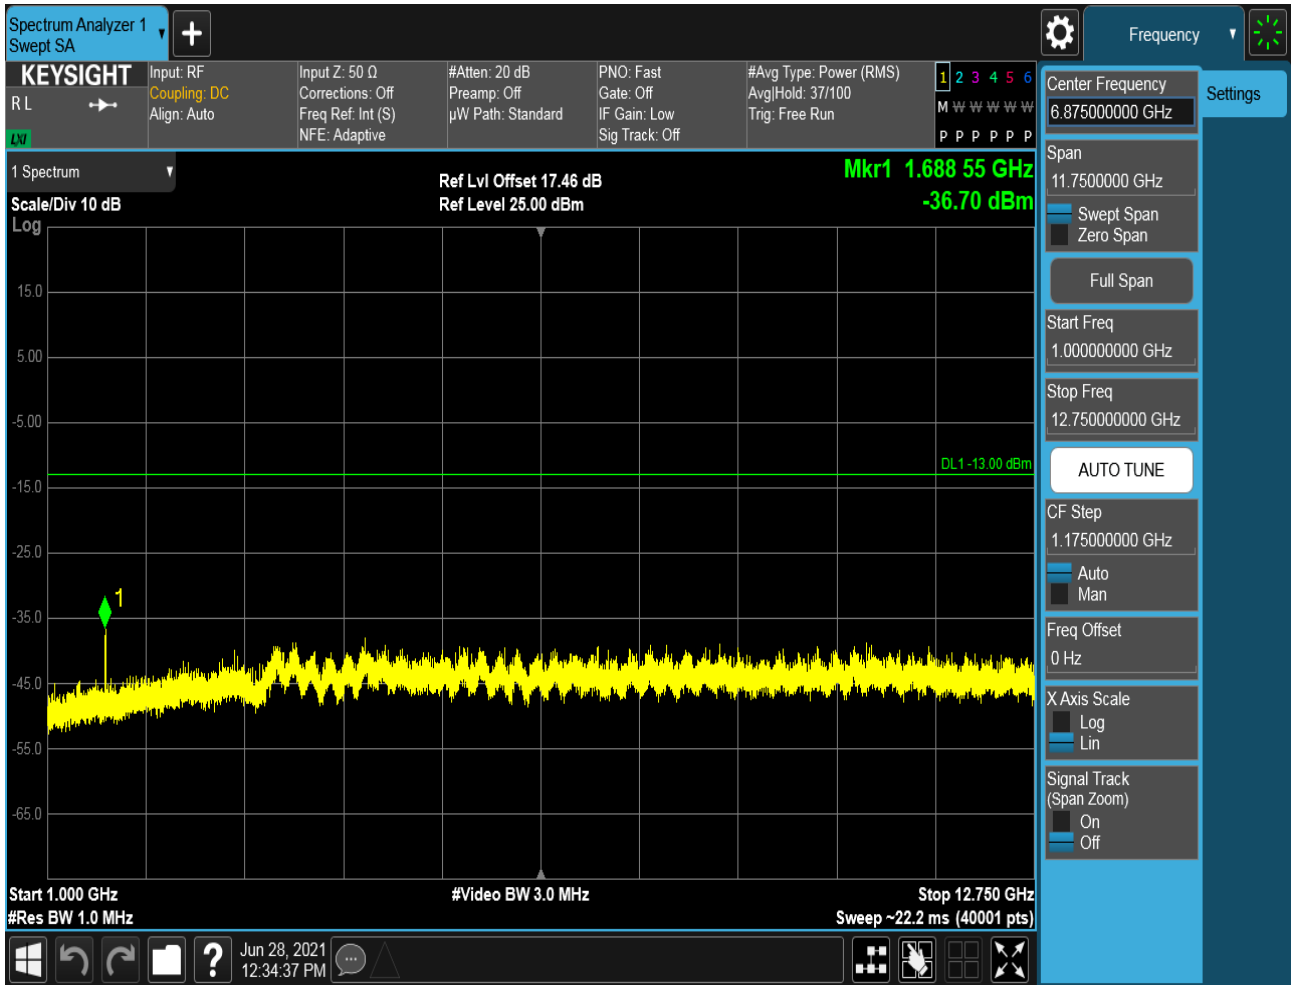 Spectrum Analyzer 1
Swept SA
Frequency
KEYSIGHT
R L
LXI
Input: RF
Coupling: DC
Align: Auto
Input Z: 50 Ω
Corrections: Off
Freq Ref: Int (S)
NFE: Adaptive
#Atten: 20 dB
Preamp: Off
µW Path: Standard
PNO: Fast
Gate: Off
IF Gain: Low
Sig Track: Off
#Avg Type: Power (RMS)
Avg|Hold: 37/100
Trig: Free Run
1 2 3 4 5 6
M W W W W W
P P P P P P
1 Spectrum
Scale/Div 10 dB
Log
Ref Lvl Offset 17.46 dB
Ref Level 25.00 dBm
Mkr1 1.688 55 GHz
-36.70 dBm
15.0
5.00
-5.00
DL1 -13.00 dBm
-15.0
-25.0
1
-35.0
-45.0
-55.0
-65.0
Start 1.000 GHz
#Res BW 1.0 MHz
#Video BW 3.0 MHz
Stop 12.750 GHz
Sweep ~22.2 ms (40001 pts)
Center Frequency
6.875000000 GHz
Settings
Span
11.7500000 GHz
Swept Span
Zero Span
Full Span
Start Freq
1.000000000 GHz
Stop Freq
12.750000000 GHz
AUTO TUNE
CF Step
1.175000000 GHz
Auto
Man
Freq Offset
0 Hz
X Axis Scale
Log
Lin
Signal Track
(Span Zoom)
On
Off
?
Jun 28, 2021
12:34:37 PM